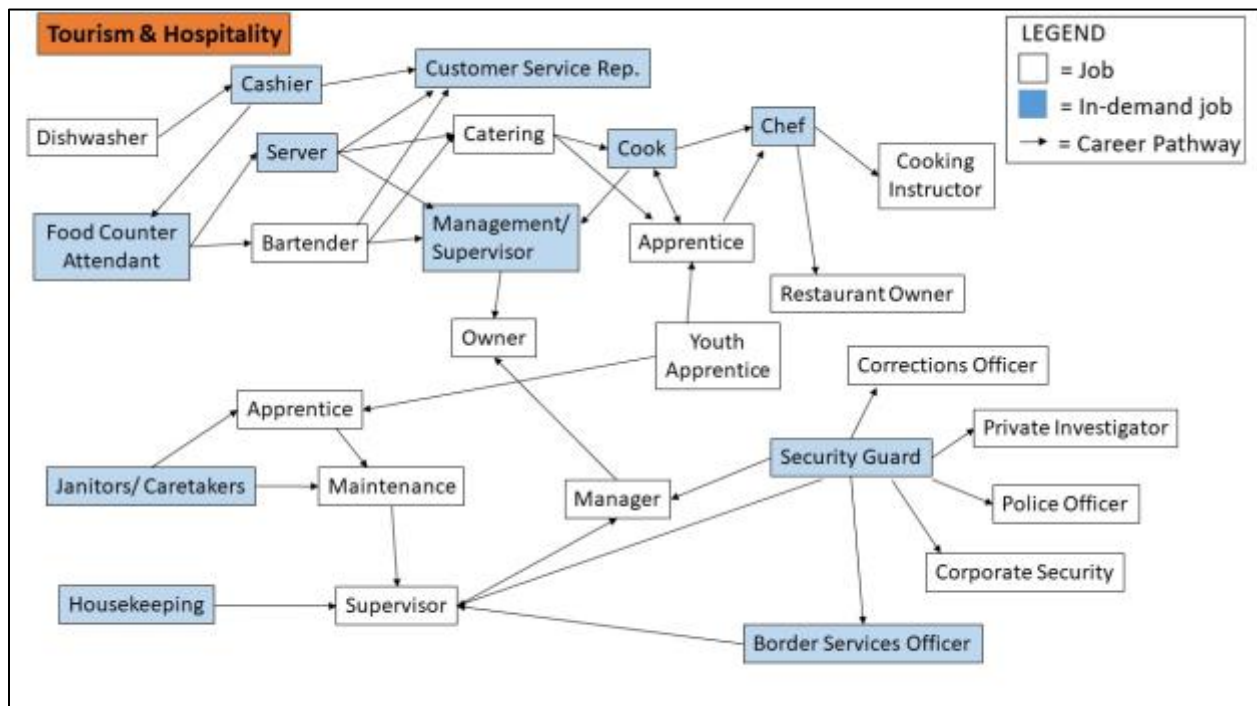 Tourism & Hospitality
LEGEND
= Job
= In-demand job
= Career Pathway
Cashier
Customer Service Rep.
Dishwasher
Server
Catering
Cook
Chef
Cooking
Instructor
Food Counter
Attendant
Bartender
Management/
Supervisor
Apprentice
Restaurant Owner
Owner
Youth
Apprentice
Corrections Officer
Apprentice
Private Investigator
Security Guard
Janitors/ Caretakers
Maintenance
Manager
Police Officer
Corporate Security
Housekeeping
Supervisor
Border Services Officer